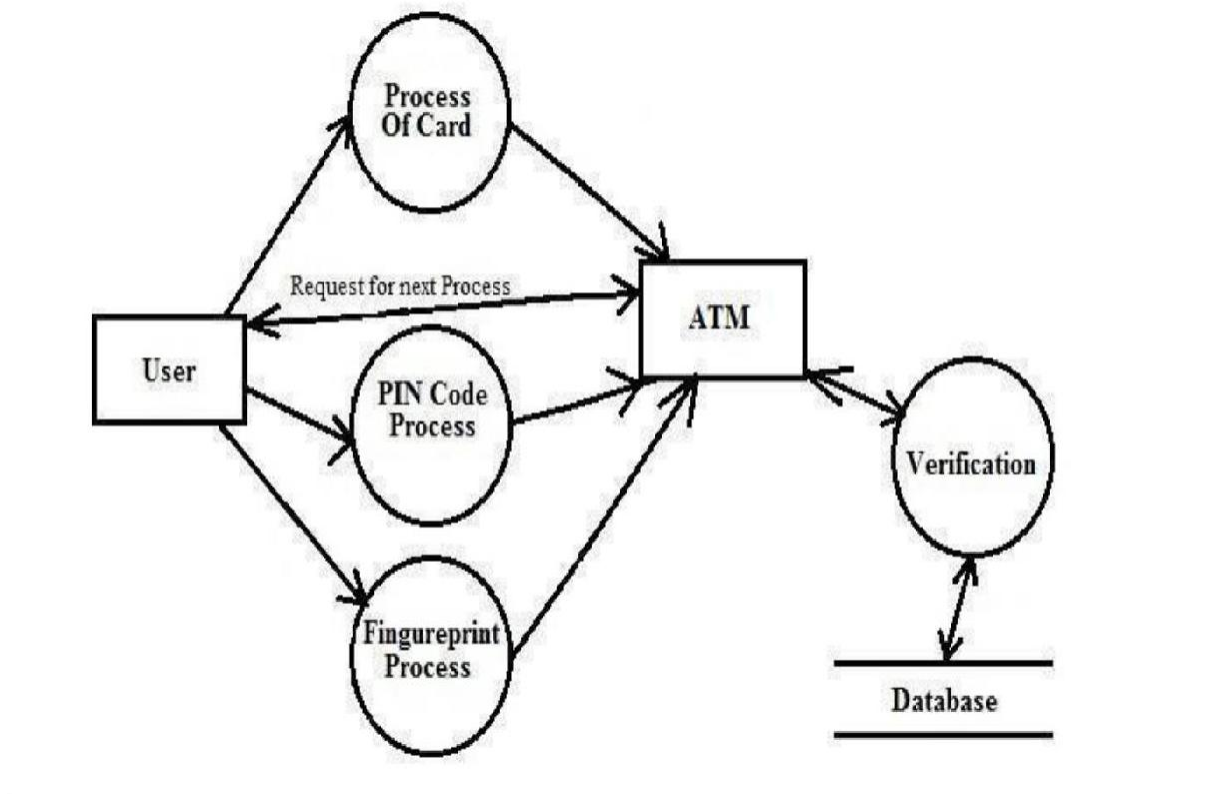 Process
Of Card
Request for next Process
ATM
User
PIN Code
Process
Verification
Fingureprint
Process
Database